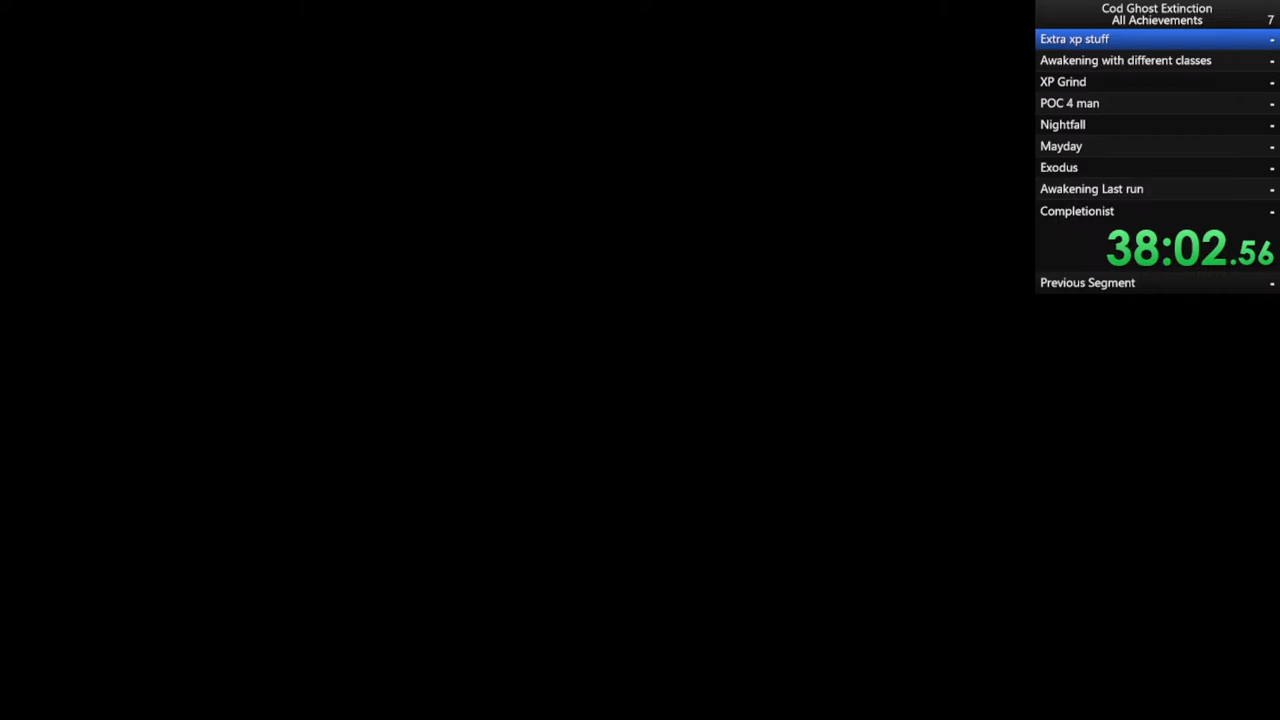 Cod Ghost Extinction
All Achievements 7
Extra xp stuff -
Awakening with different classes -
XP Grind -
POC 4 man -
Nightfall -
Mayday -
Exodus -
Awakening Last run -
Completionist -
38:02.56
Previous Segment -